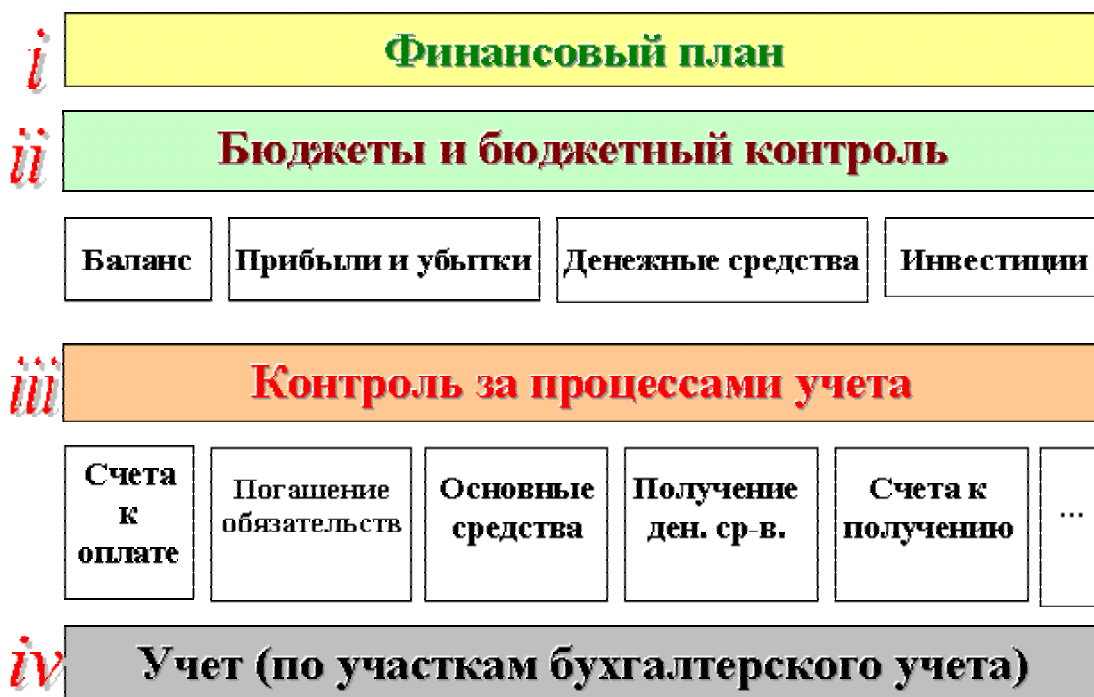 i
Финансовый план
ii
Бюджеты и бюджетный контроль
Баланс
Прибыли и убытки
Денежные средства
Инвестиции
iii
Контроль за процессами учета
Счета
к
оплате
Погашение
обязательств
Основные
средства
Получение
ден. ср-в.
Счета к
получению
...
iv
Учет (по участкам бухгалтерского учета)